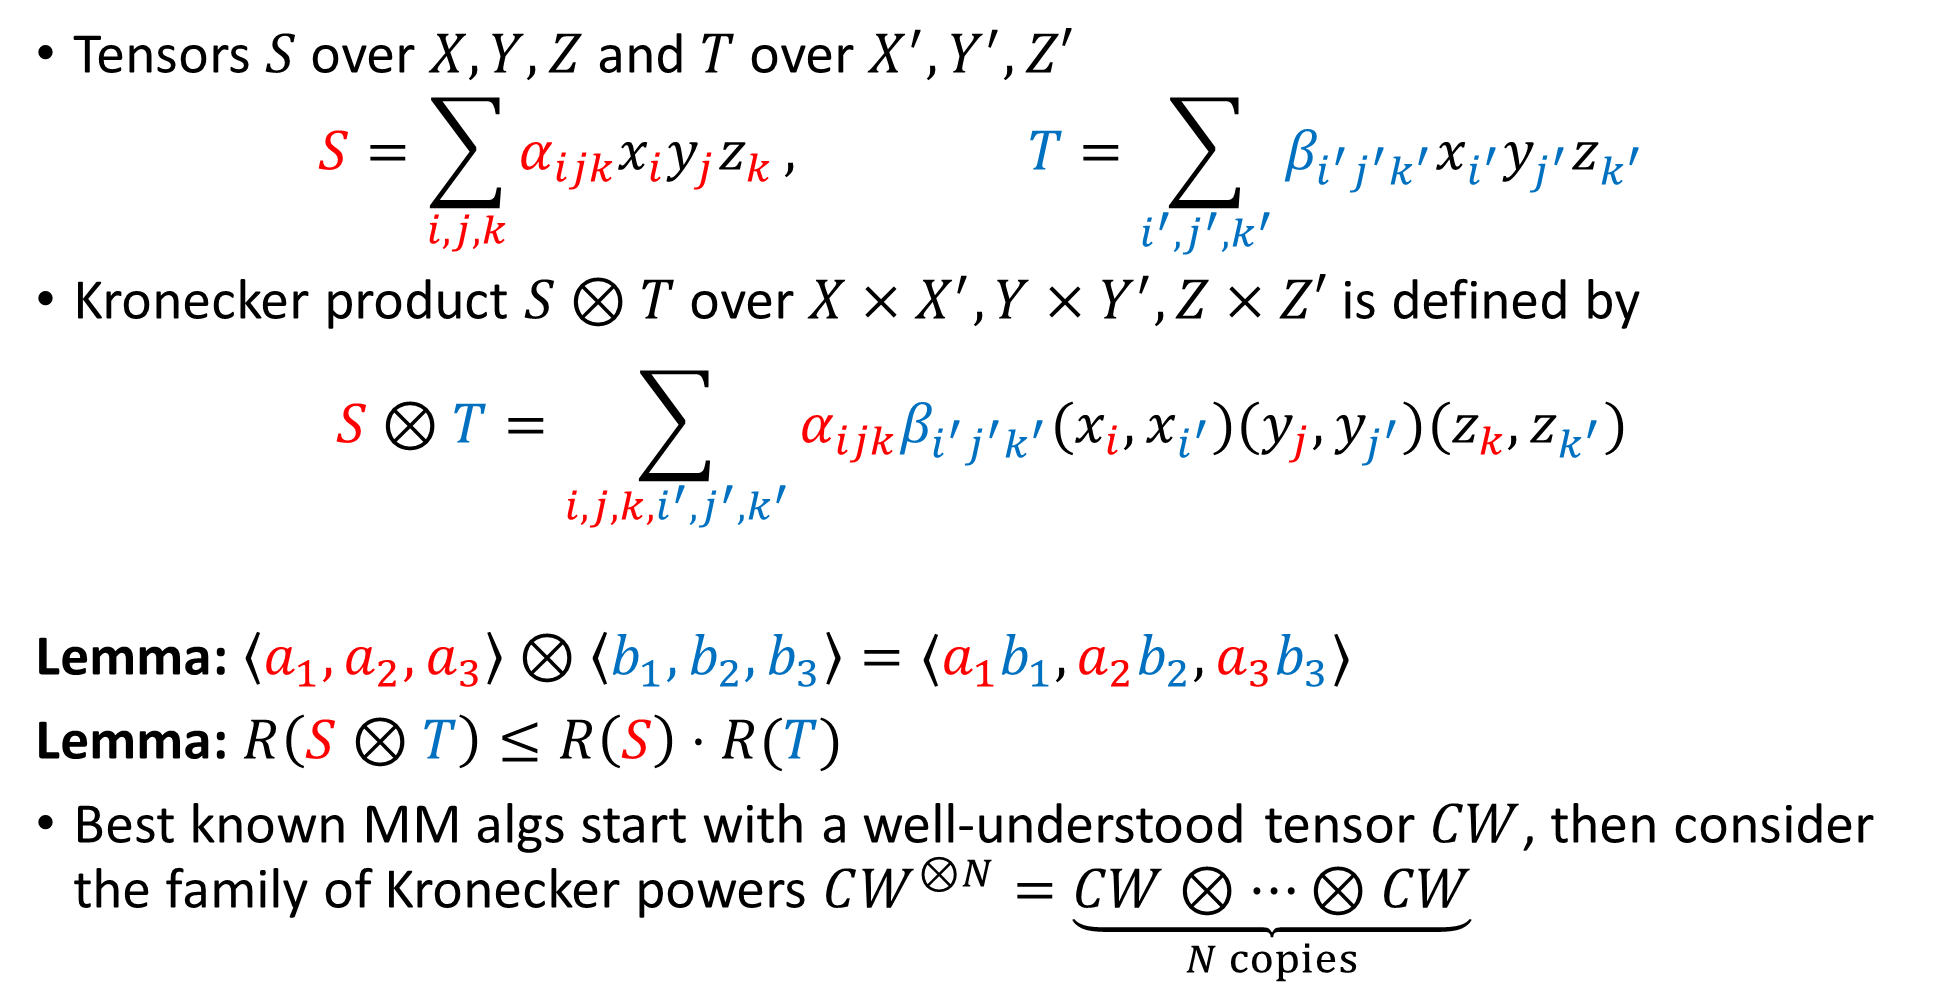 • Tensors 𝑆 over 𝑋, 𝑌, 𝑍 and 𝑇 over 𝑋′, 𝑌′, 𝑍′
𝑆 = ∑_{i,j,k} α_{ijk} x_i y_j z_k , 𝑇 = ∑_{i′,j′,k′} β_{i′j′k′} x_{i′} y_{j′} z_{k′}
• Kronecker product 𝑆 ⊗ 𝑇 over 𝑋 × 𝑋′, 𝑌 × 𝑌′, 𝑍 × 𝑍′ is defined by
𝑆 ⊗ 𝑇 = ∑_{i,j,k,i′,j′,k′} α_{ijk} β_{i′j′k′} (x_i, x_{i′})(y_j, y_{j′})(z_k, z_{k′})
Lemma: ⟨a_1, a_2, a_3⟩ ⊗ ⟨b_1, b_2, b_3⟩ = ⟨a_1b_1, a_2b_2, a_3b_3⟩
Lemma: 𝑅(𝑆 ⊗ 𝑇) ≤ 𝑅(𝑆) · 𝑅(𝑇)
• Best known MM algs start with a well-understood tensor 𝐶𝑊, then consider
the family of Kronecker powers 𝐶𝑊^{⊗𝑁} = 𝐶𝑊 ⊗ ⋯ ⊗ 𝐶𝑊
𝑁 copies